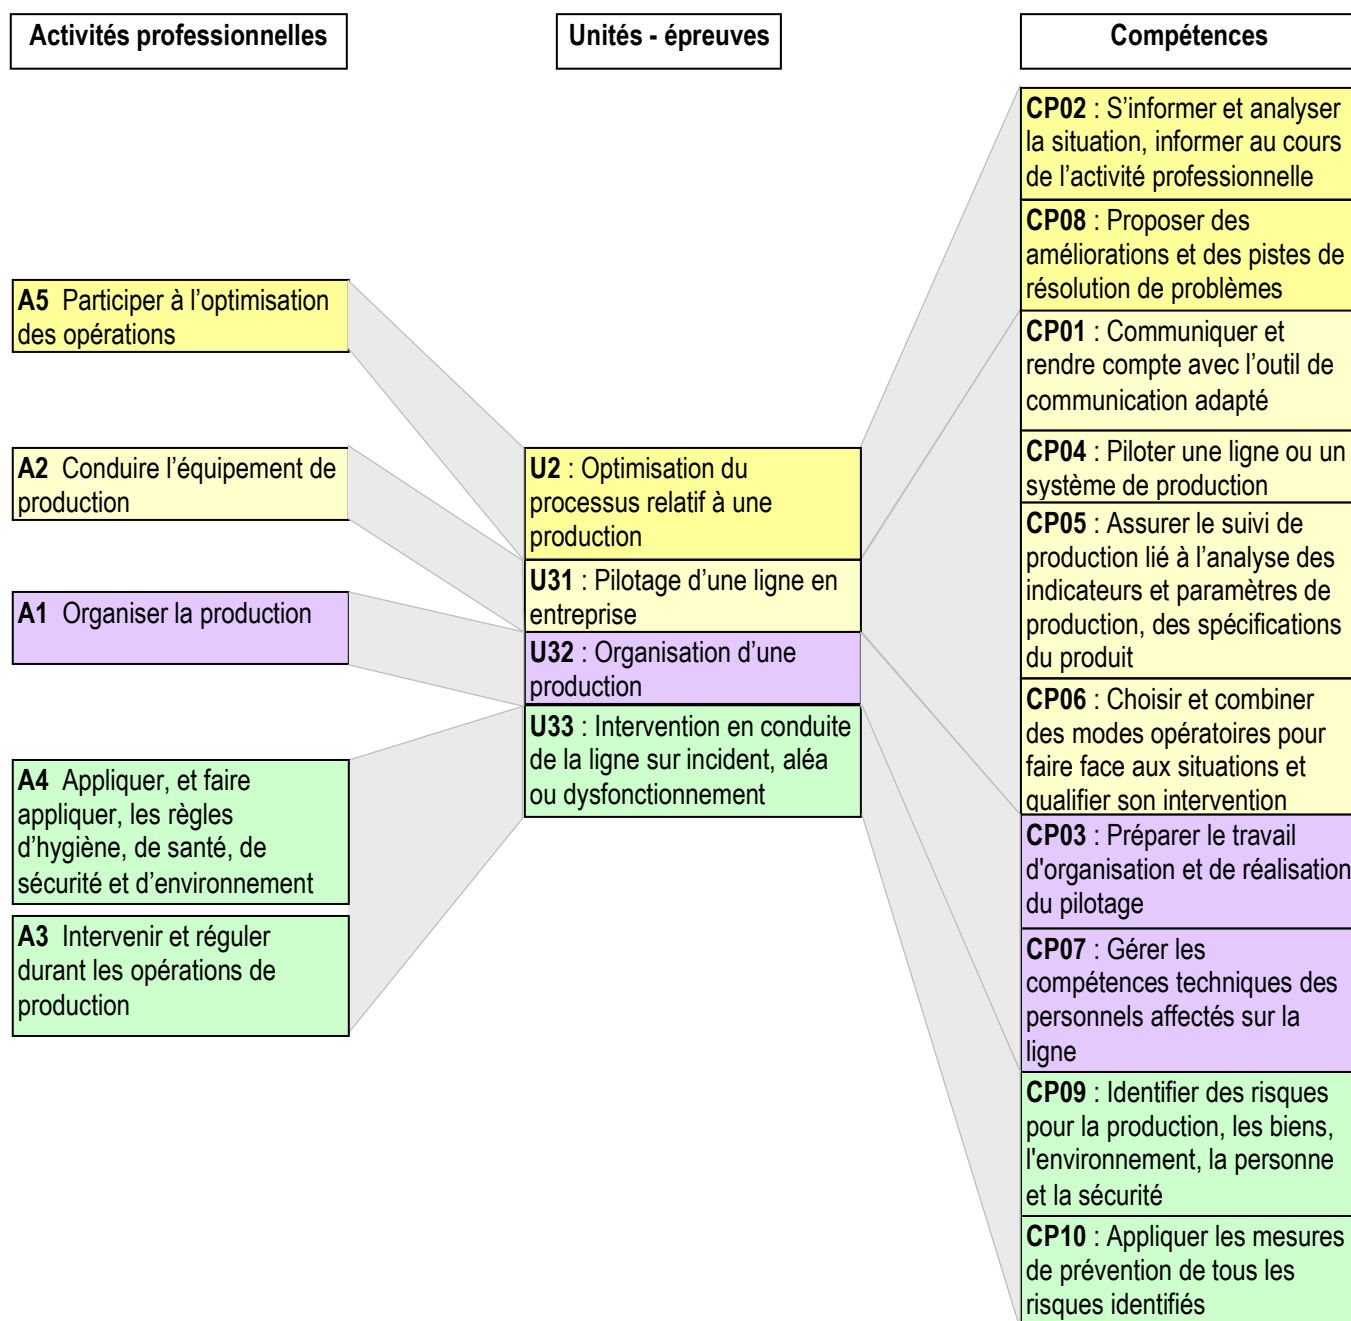 Activités professionnelles
Unités - épreuves
Compétences
A5 Participer à l’optimisation
des opérations
A2 Conduire l’équipement de
production
A1 Organiser la production
A4 Appliquer, et faire
appliquer, les règles
d’hygiène, de santé, de
sécurité et d’environnement
A3 Intervenir et réguler
durant les opérations de
production
U2 : Optimisation du
processus relatif à une
production
U31 : Pilotage d’une ligne en
entreprise
U32 : Organisation d’une
production
U33 : Intervention en conduite
de la ligne sur incident, aléa
ou dysfonctionnement
CP02 : S’informer et analyser
la situation, informer au cours
de l’activité professionnelle
CP08 : Proposer des
améliorations et des pistes de
résolution de problèmes
CP01 : Communiquer et
rendre compte avec l’outil de
communication adapté
CP04 : Piloter une ligne ou un
système de production
CP05 : Assurer le suivi de
production lié à l’analyse des
indicateurs et paramètres de
production, des spécifications
du produit
CP06 : Choisir et combiner
des modes opératoires pour
faire face aux situations et
qualifier son intervention
CP03 : Préparer le travail
d'organisation et de réalisation
du pilotage
CP07 : Gérer les
compétences techniques des
personnels affectés sur la
ligne
CP09 : Identifier des risques
pour la production, les biens,
l'environnement, la personne
et la sécurité
CP10 : Appliquer les mesures
de prévention de tous les
risques identifiés